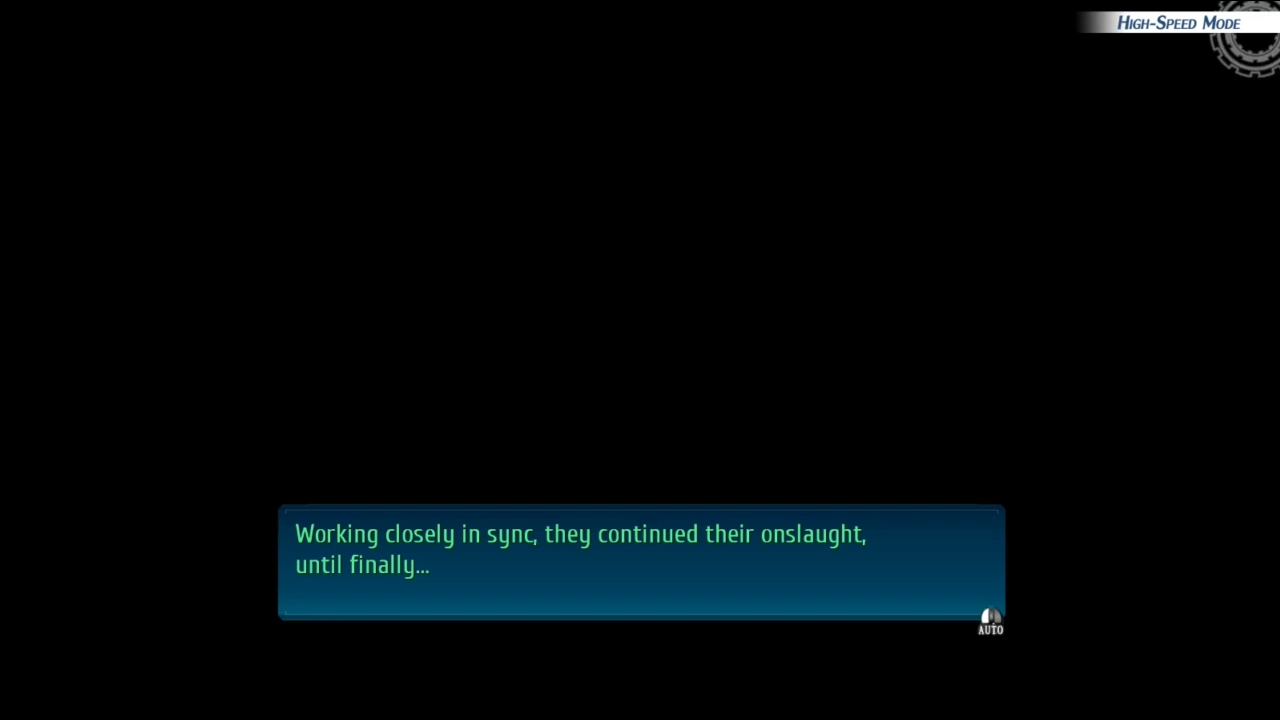 High-Speed Mode
Working closely in sync, they continued their onslaught,
until finally...
AUTO